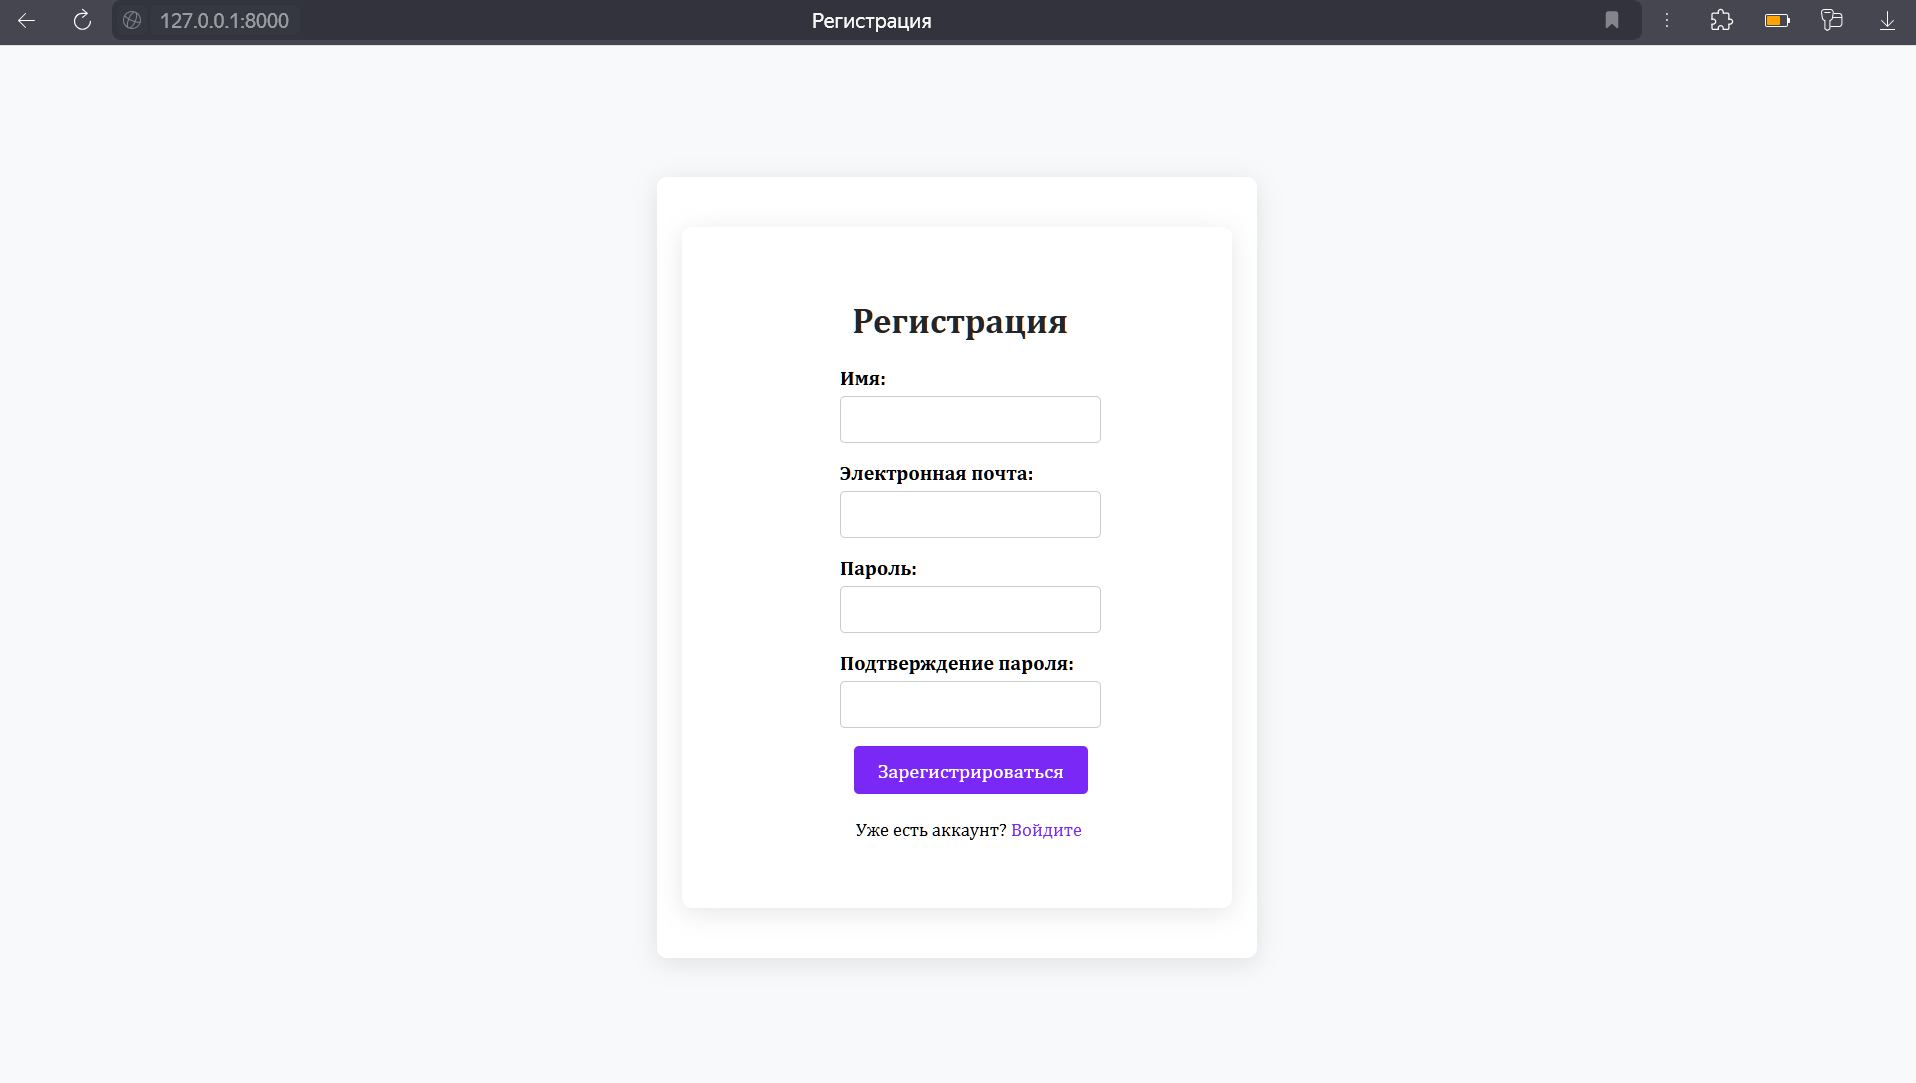 127.0.0.1:8000
Регистрация
Регистрация
Имя:
Электронная почта:
Пароль:
Подтверждение пароля:
Зарегистрироваться
Уже есть аккаунт? Войдите